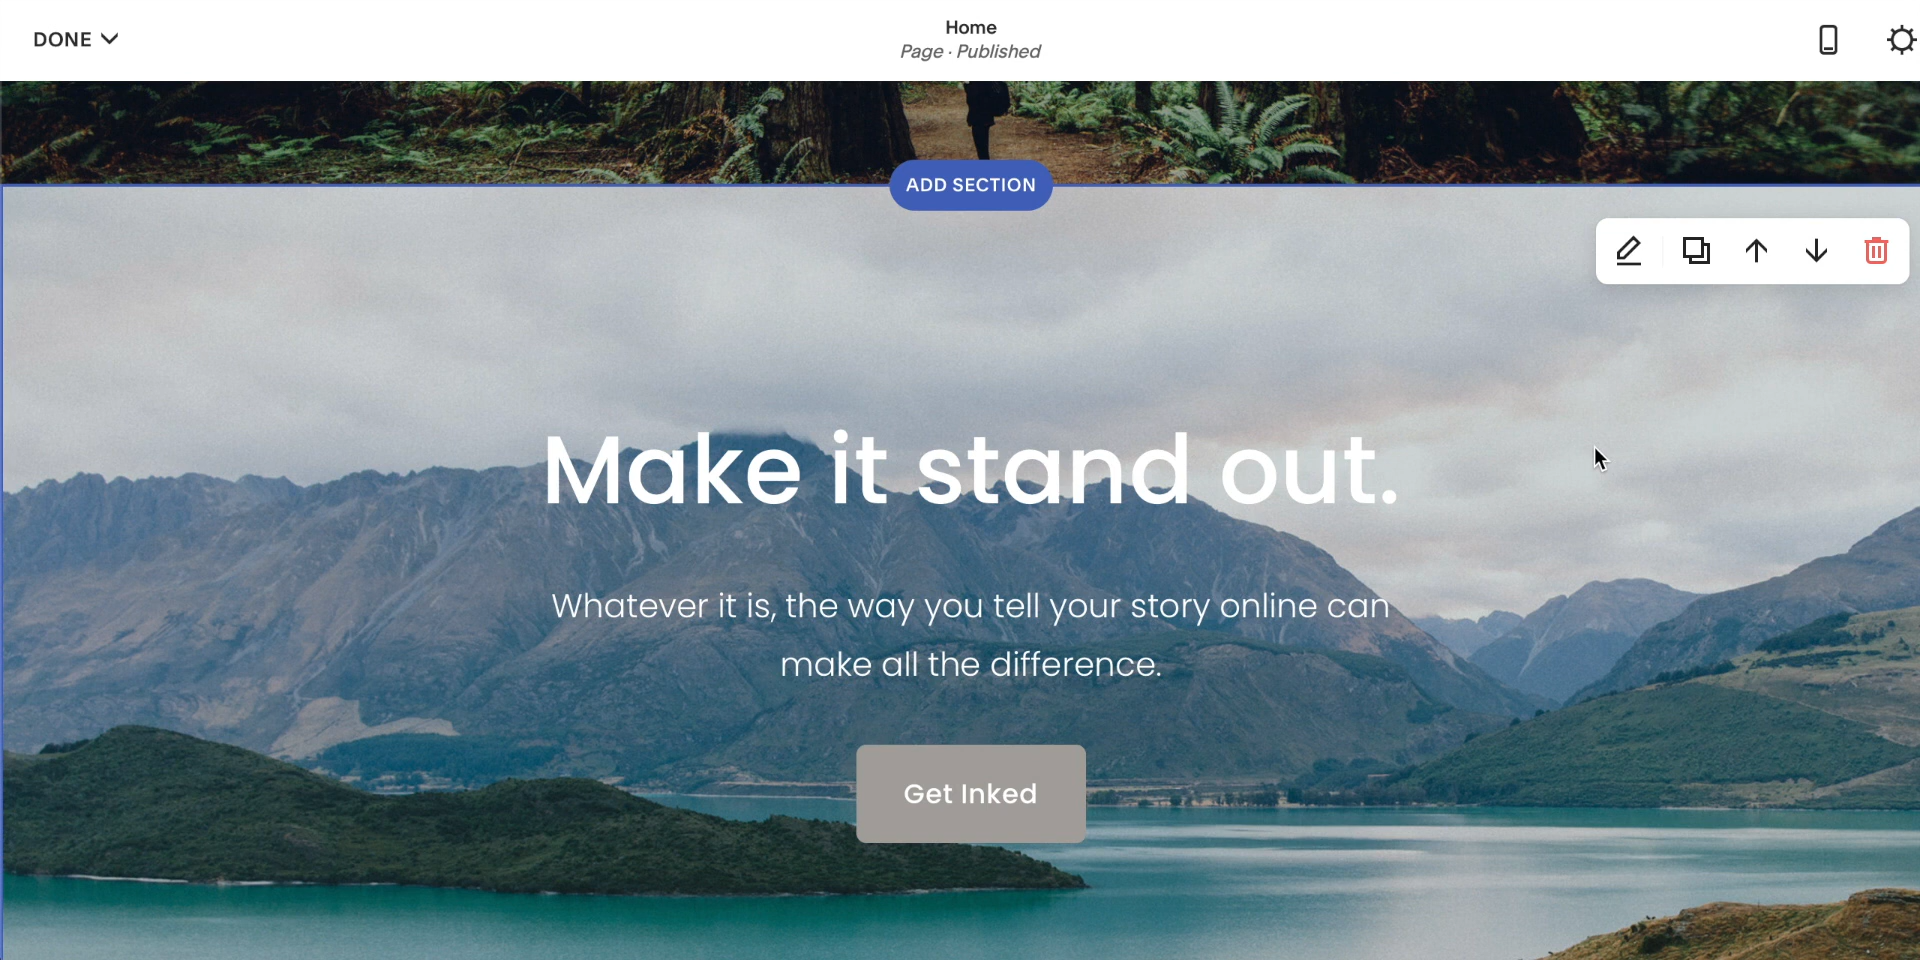 DONE
Home
Page · Published
ADD SECTION
Make it stand out.
Whatever it is, the way you tell your story online can
make all the difference.
Get Inked